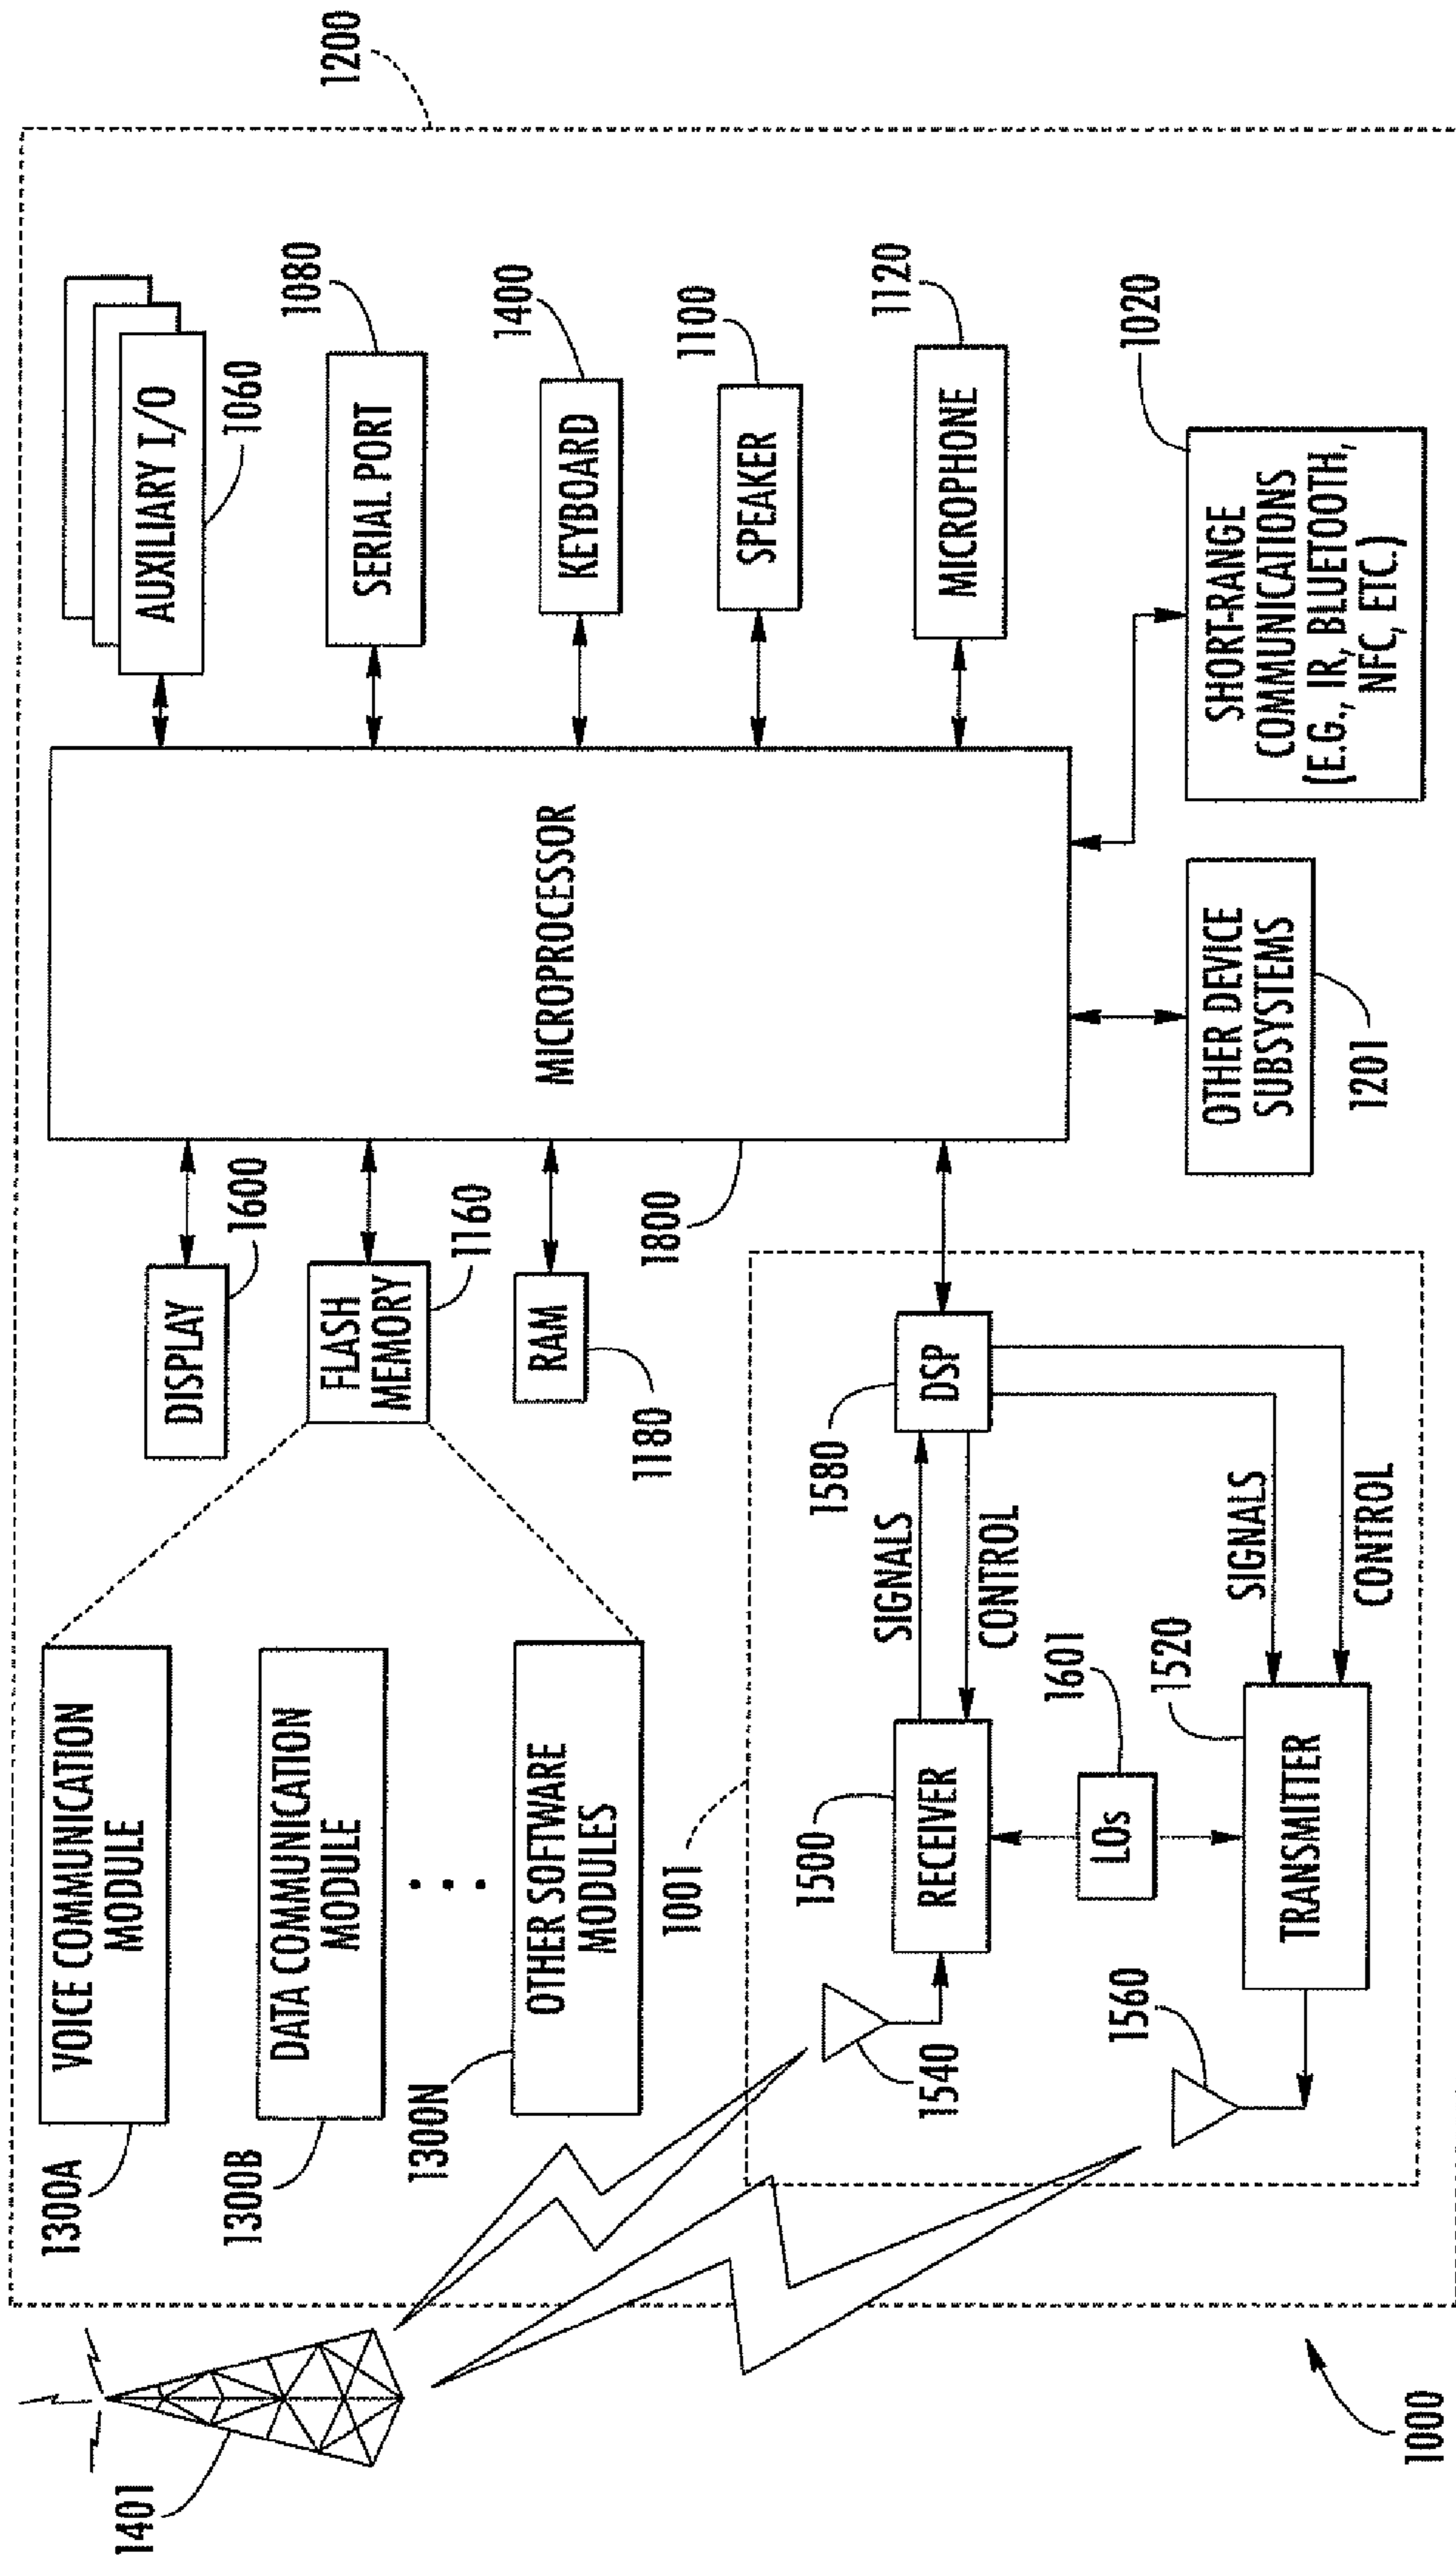 1401
1300A
VOICE COMMUNICATION
MODULE
1300B
DATA COMMUNICATION
MODULE
1300N
OTHER SOFTWARE
MODULES
DISPLAY
1600
FLASH
MEMORY
1160
RAM
1180
1800
MICROPROCESSOR
AUXILIARY I/O
1060
SERIAL PORT
1080
KEYBOARD
1400
SPEAKER
1100
MICROPHONE
1120
1200
1001
1540
1500
RECEIVER
SIGNALS
CONTROL
1580
DSP
LOs
1601
1560
1520
TRANSMITTER
SIGNALS
CONTROL
OTHER DEVICE
SUBSYSTEMS
1201
SHORT-RANGE
COMMUNICATIONS
(E.G., IR, BLUETOOTH,
NFC, ETC.)
1020
1000